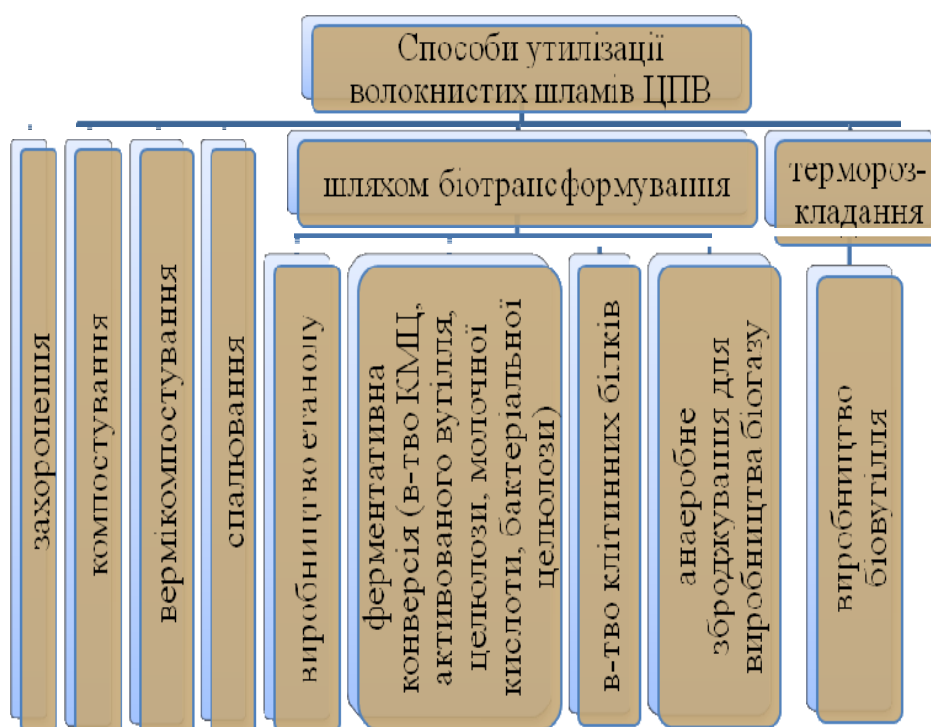 Способи утилізації
волокнистих шламів ЦПВ
шляхом біотрансформування
терморoз-
кладання
захоронення
компостування
вермікомпостування
спалювання
виробництво етанолу
ферментативна
конверсія (в-тво КМЦ,
активованого вугілля,
целюлози, молочної
кислоти, бактеріальної
целюлози)
в-тво клітинних білків
анаеробне
зброджування для
виробництва біогазу
виробництво
біовугілля